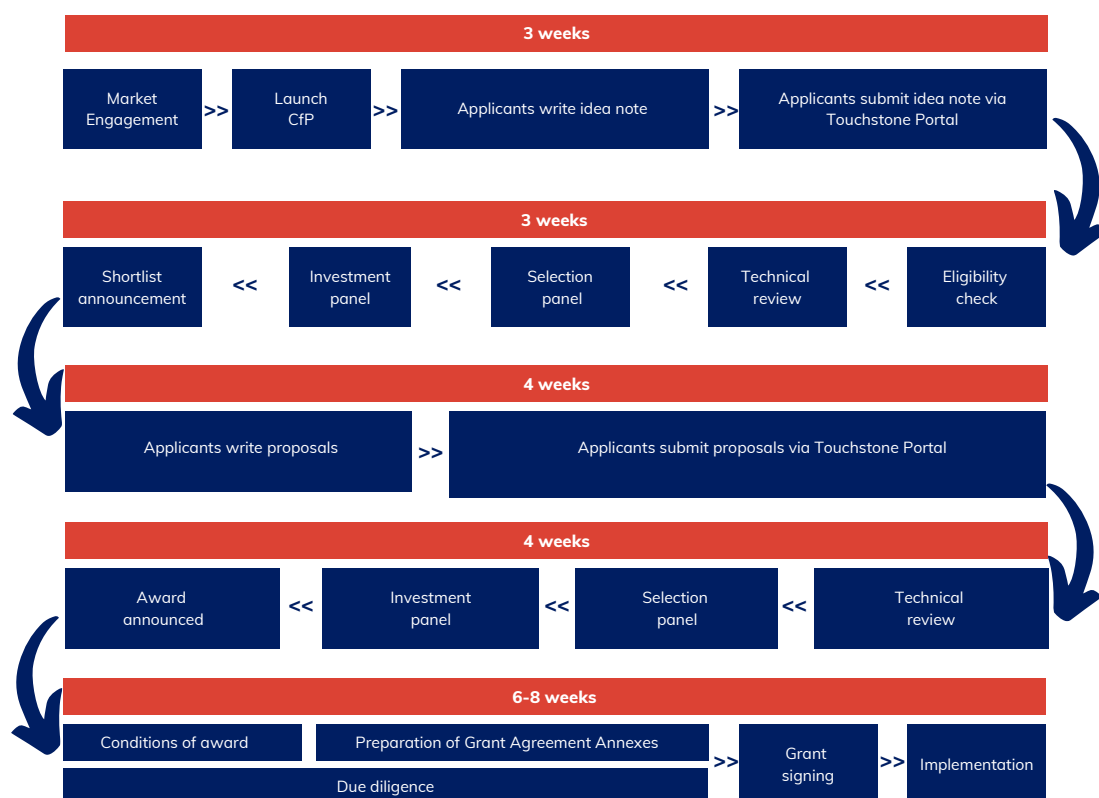 3 weeks
Market
Engagement
>>
Launch
CfP
>>
Applicants write idea note
>>
Applicants submit idea note via
Touchstone Portal
3 weeks
Shortlist
announcement
<<
Investment
panel
<<
Selection
panel
<<
Technical
review
<<
Eligibility
check
4 weeks
Applicants write proposals
>>
Applicants submit proposals via Touchstone Portal
4 weeks
Award
announced
<<
Investment
panel
<<
Selection
panel
<<
Technical
review
6-8 weeks
Conditions of award
Preparation of Grant Agreement Annexes
Due diligence
>>
Grant
signing
>>
Implementation